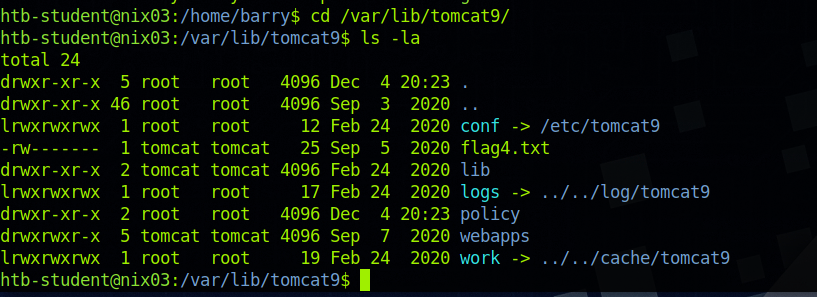 htb-student@nix03:/home/barry$ cd /var/lib/tomcat9/
htb-student@nix03:/var/lib/tomcat9$ ls -la
total 24
drwxr-xr-x  5 root   root   4096 Dec  4 20:23 .
drwxr-xr-x 46 root   root   4096 Sep  3  2020 ..
lrwxrwxrwx  1 root   root     12 Feb 24  2020 conf -> /etc/tomcat9
-rw-------  1 tomcat tomcat   25 Sep  5  2020 flag4.txt
drwxr-xr-x  2 tomcat tomcat 4096 Feb 24  2020 lib
lrwxrwxrwx  1 root   root     17 Feb 24  2020 logs -> ../../log/tomcat9
drwxr-xr-x  2 root   root   4096 Dec  4 20:23 policy
drwxrwxr-x  5 tomcat tomcat 4096 Sep  7  2020 webapps
lrwxrwxrwx  1 root   root     19 Feb 24  2020 work -> ../../cache/tomcat9
htb-student@nix03:/var/lib/tomcat9$